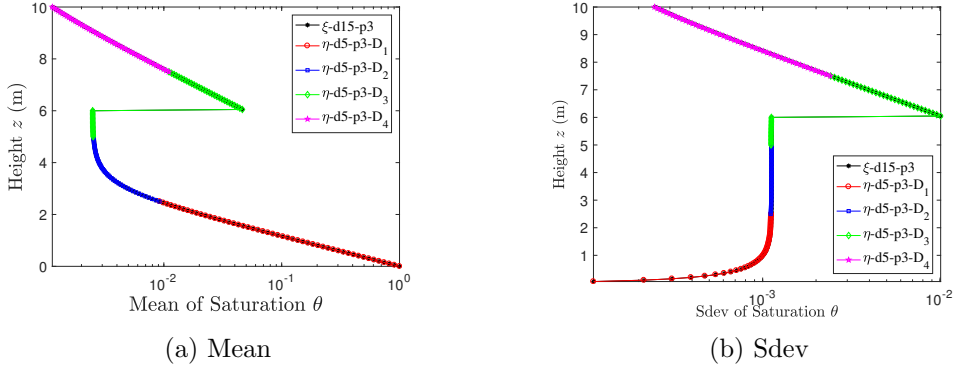 10
8
6
4
2
0
Height z (m)
10⁻²
10⁻¹
10⁰
Mean of Saturation θ
ξ-d15-p3
η-d5-p3-D₁
η-d5-p3-D₂
η-d5-p3-D₃
η-d5-p3-D₄
(a) Mean
10
9
8
7
6
5
4
3
2
1
Height z (m)
10⁻³
10⁻²
Sdev of Saturation θ
ξ-d15-p3
η-d5-p3-D₁
η-d5-p3-D₂
η-d5-p3-D₃
η-d5-p3-D₄
(b) Sdev